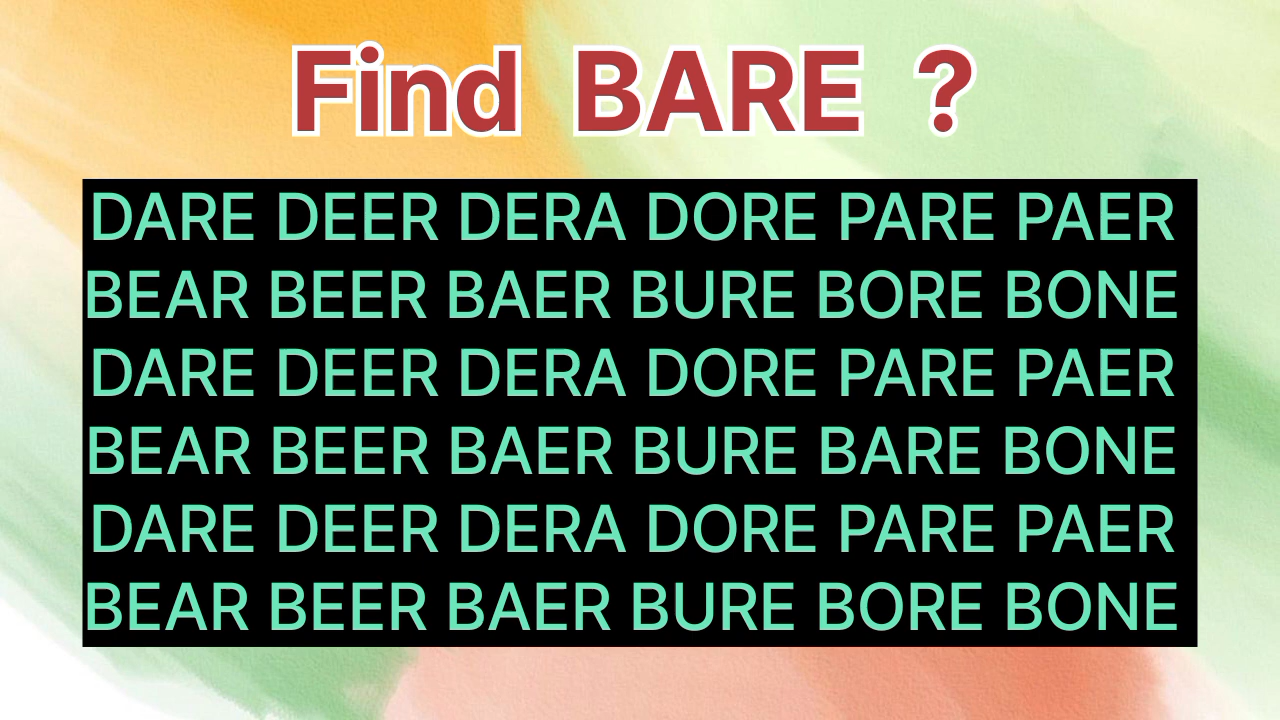 Find BARE ?
DARE DEER DERA DORE PARE PAER
BEAR BEER BAER BURE BORE BONE
DARE DEER DERA DORE PARE PAER
BEAR BEER BAER BURE BARE BONE
DARE DEER DERA DORE PARE PAER
BEAR BEER BAER BURE BORE BONE